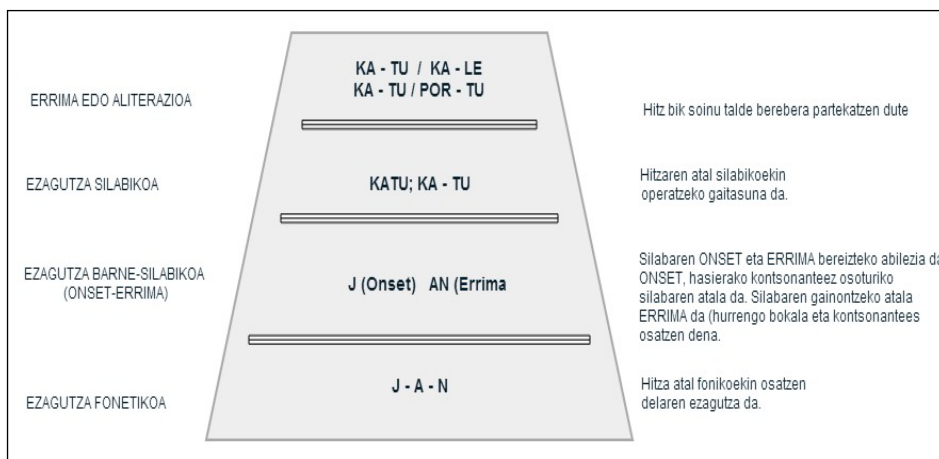 KA - TU / KA - LE
KA - TU / POR - TU
ERRIMA EDO ALITERAZIOA
Hitz bik soinu talde berebera partekatzen dute
EZAGUTZA SILABIKOA
KATU; KA - TU
Hitzaren atal silabikoekin
operatzeko gaitasuna da.
EZAGUTZA BARNE-SILABIKOA
(ONSET-ERRIMA)
J (Onset) AN (Errima
Silabaren ONSET eta ERRIMA bereizteko abilezia da
ONSET, hasierako kontsonanteez osoturiko
silabaren atala da. Silabaren gainontzeko atala
ERRIMA da (hurrengo bokala eta kontsonantees
osatzen dena.
EZAGUTZA FONETIKOA
J - A - N
Hitza atal fonikoekin osatzen
delaren ezagutza da.